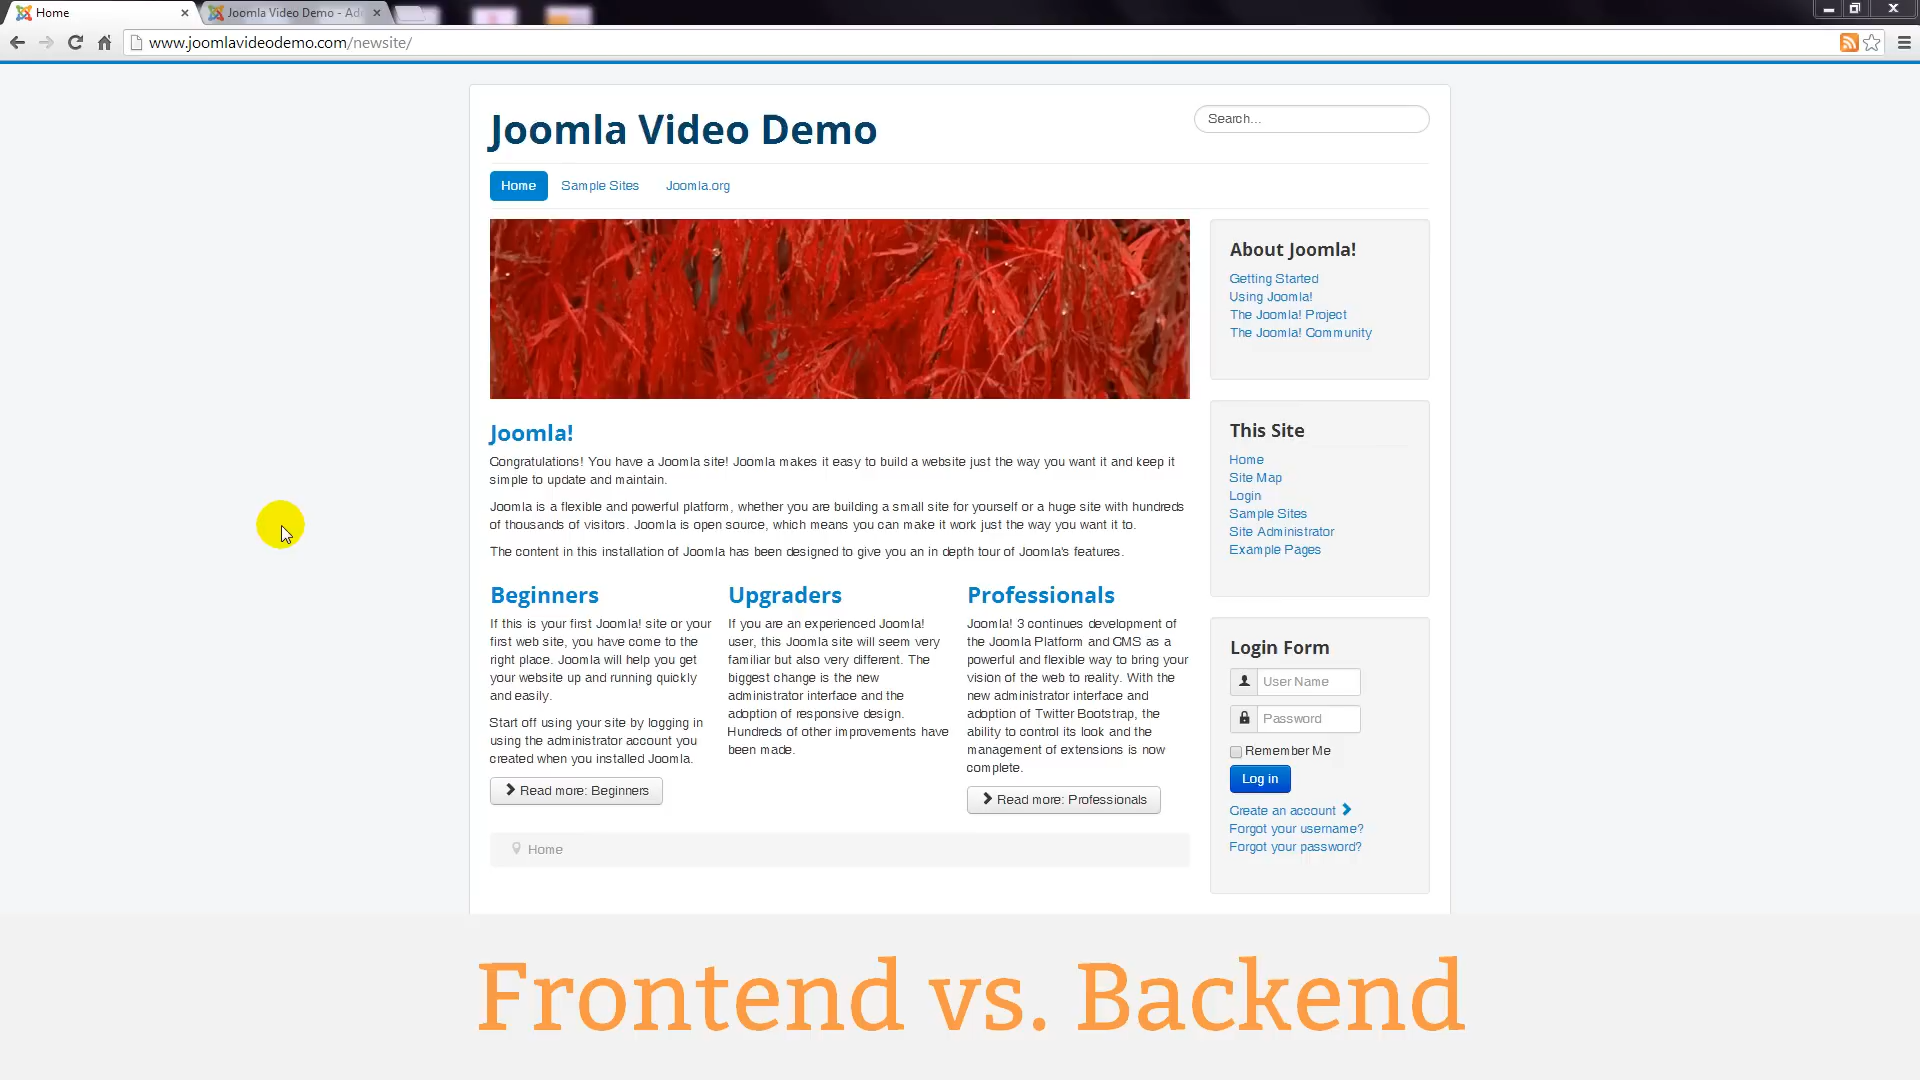 Home
Joomla Video Demo - Ad
www.joomlavideodemo.com/newsite/
Joomla Video Demo
Search...
Home
Sample Sites
Joomla.org
About Joomla!
Getting Started
Using Joomla!
The Joomla! Project
The Joomla! Community
Joomla!
Congratulations! You have a Joomla site! Joomla makes it easy to build a website just the way you want it and keep it
simple to update and maintain.
Joomla is a flexible and powerful platform, whether you are building a small site for yourself or a huge site with hundreds
of thousands of visitors. Joomla is open source, which means you can make it work just the way you want it to.
The content in this installation of Joomla has been designed to give you an in depth tour of Joomla's features.
This Site
Home
Site Map
Login
Sample Sites
Site Administrator
Example Pages
Beginners
If this is your first Joomla! site or your
first web site, you have come to the
right place. Joomla will help you get
your website up and running quickly
and easily.
Start off using your site by logging in
using the administrator account you
created when you installed Joomla.
Read more: Beginners
Upgraders
If you are an experienced Joomla!
user, this Joomla site will seem very
familiar but also very different. The
biggest change is the new
administrator interface and the
adoption of responsive design.
Hundreds of other improvements have
been made.
Professionals
Joomla! 3 continues development of
the Joomla Platform and CMS as a
powerful and flexible way to bring your
vision of the web to reality. With the
new administrator interface and
adoption of Twitter Bootstrap, the
ability to control its look and the
management of extensions is now
complete.
Read more: Professionals
Login Form
User Name
Password
Remember Me
Log in
Create an account
Forgot your username?
Forgot your password?
Home
Frontend vs. Backend